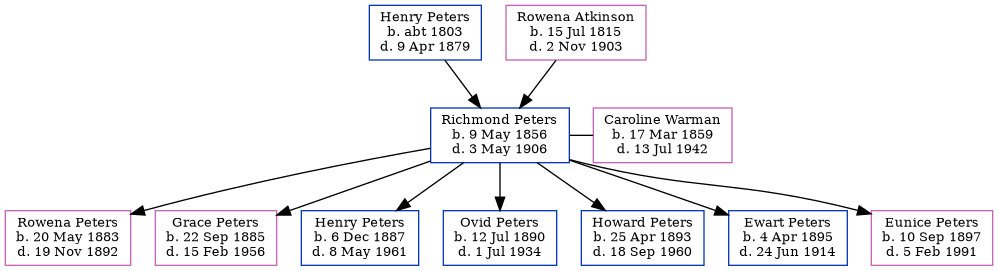 Henry Peters
b. abt 1803
d. 9 Apr 1879
Rowena Atkinson
b. 15 Jul 1815
d. 2 Nov 1903
Richmond Peters
b. 9 May 1856
d. 3 May 1906
Caroline Warman
b. 17 Mar 1859
d. 13 Jul 1942
Rowena Peters
b. 20 May 1883
d. 19 Nov 1892
Grace Peters
b. 22 Sep 1885
d. 15 Feb 1956
Henry Peters
b. 6 Dec 1887
d. 8 May 1961
Ovid Peters
b. 12 Jul 1890
d. 1 Jul 1934
Howard Peters
b. 25 Apr 1893
d. 18 Sep 1960
Ewart Peters
b. 4 Apr 1895
d. 24 Jun 1914
Eunice Peters
b. 10 Sep 1897
d. 5 Feb 1991